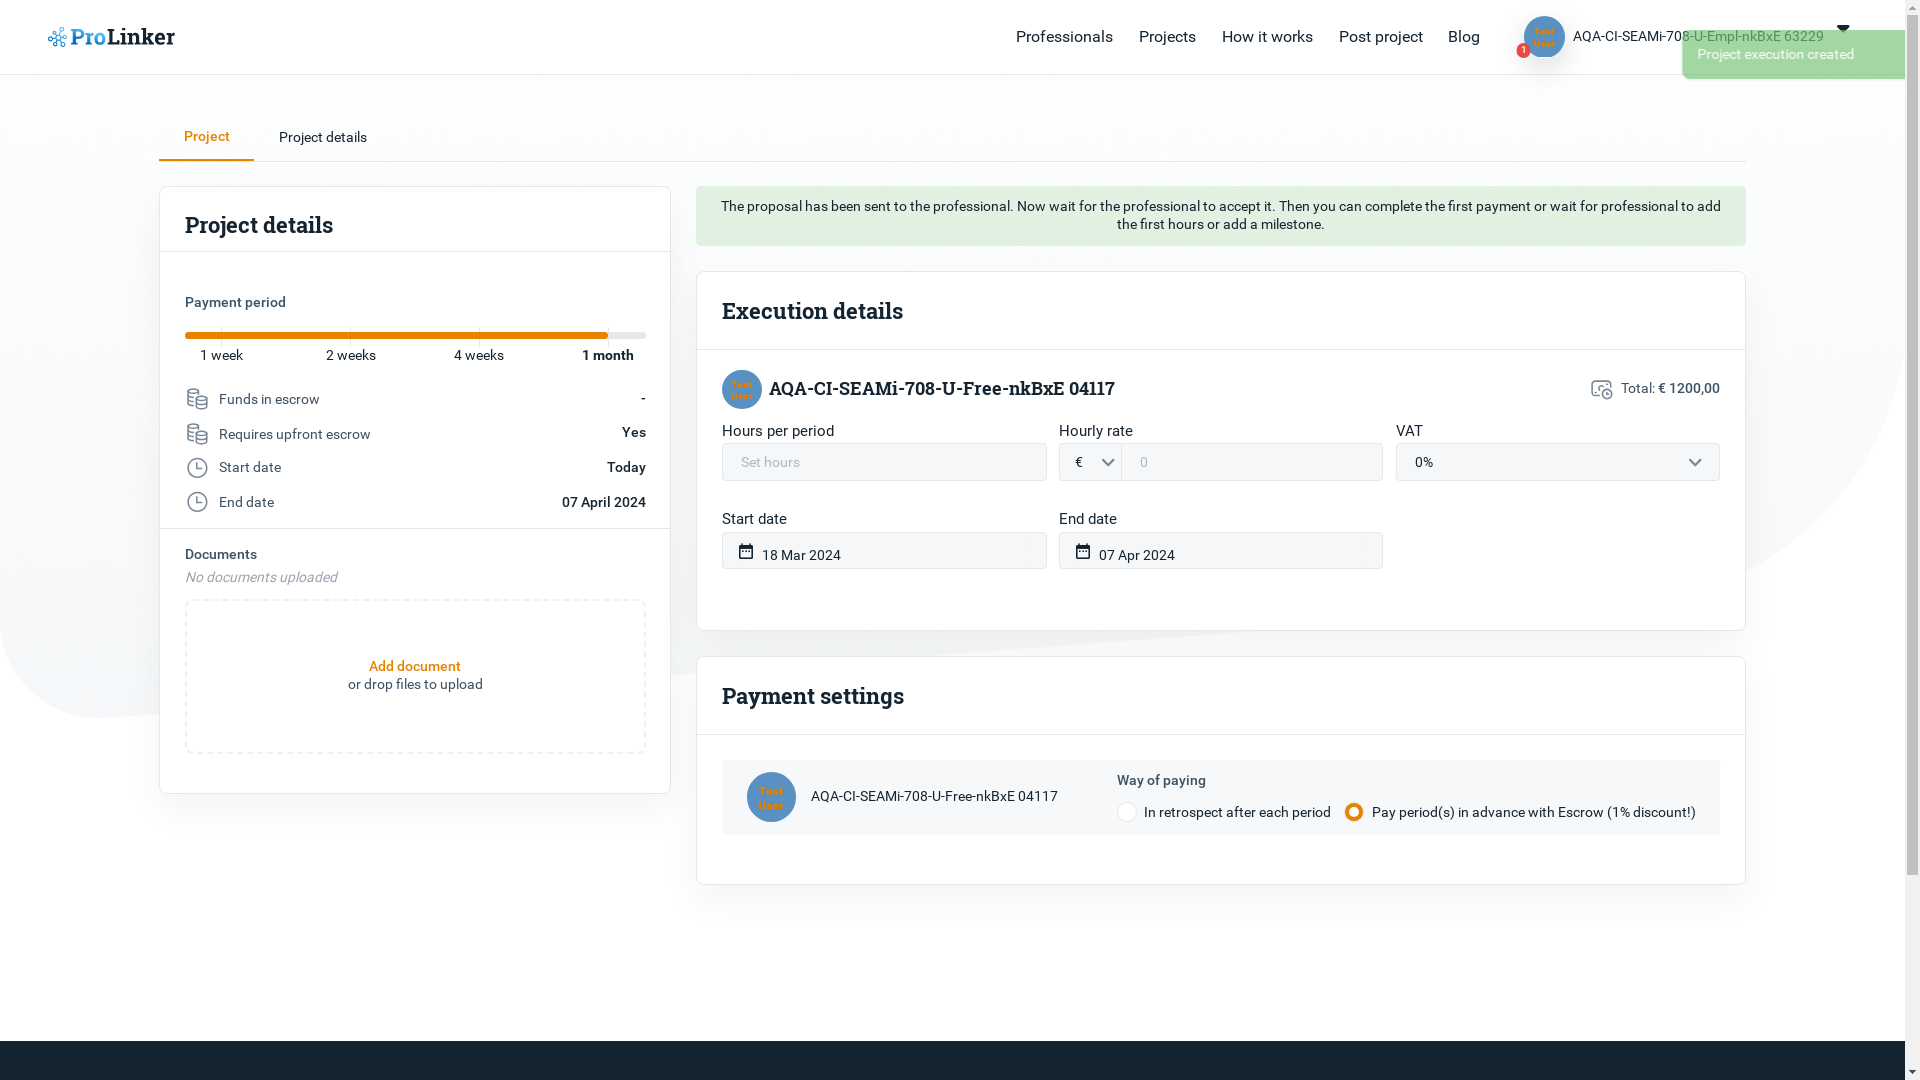 ProLinker
Professionals
Projects
How it works
Post project
Blog
Test
User
1
AQA-CI-SEAMi-708-U-Empl-nkBxE 63229
Project execution created
Project
Project details
Project details
Payment period
1 week
2 weeks
4 weeks
1 month
Funds in escrow
-
Requires upfront escrow
Yes
Start date
Today
End date
07 April 2024
Documents
No documents uploaded
Add document
or drop files to upload
The proposal has been sent to the professional. Now wait for the professional to accept it. Then you can complete the first payment or wait for professional to add
the first hours or add a milestone.
Execution details
Test
User
AQA-CI-SEAMi-708-U-Free-nkBxE 04117
Total: € 1200,00
Hours per period
Set hours
Hourly rate
€
0
VAT
0%
Start date
18 Mar 2024
End date
07 Apr 2024
Payment settings
Test
User
AQA-CI-SEAMi-708-U-Free-nkBxE 04117
Way of paying
In retrospect after each period
Pay period(s) in advance with Escrow (1% discount!)